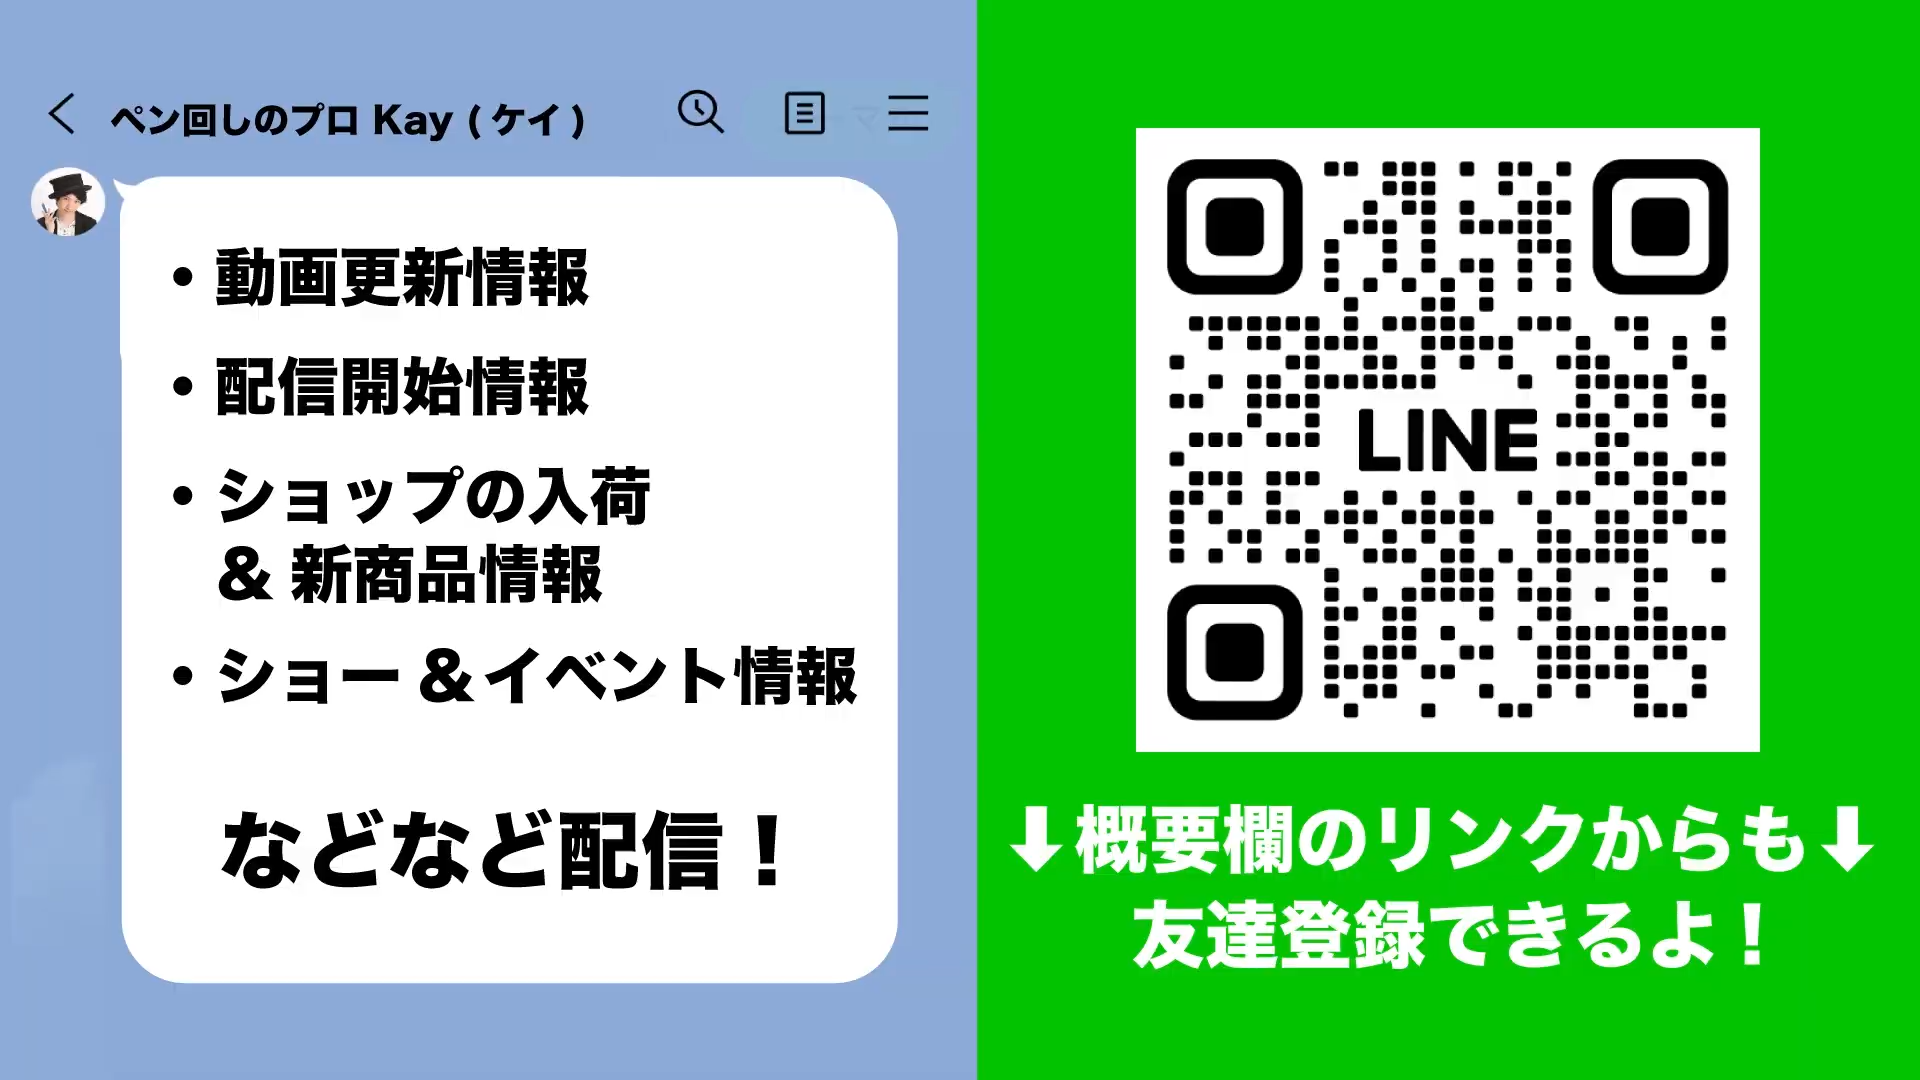 ペン回しのプロ Kay (ケイ)
・動画更新情報
・配信開始情報
・ショップの入荷
& 新商品情報
・ショー&イベント情報
などなど配信！
LINE
⬇概要欄のリンクからも⬇
友達登録できるよ！